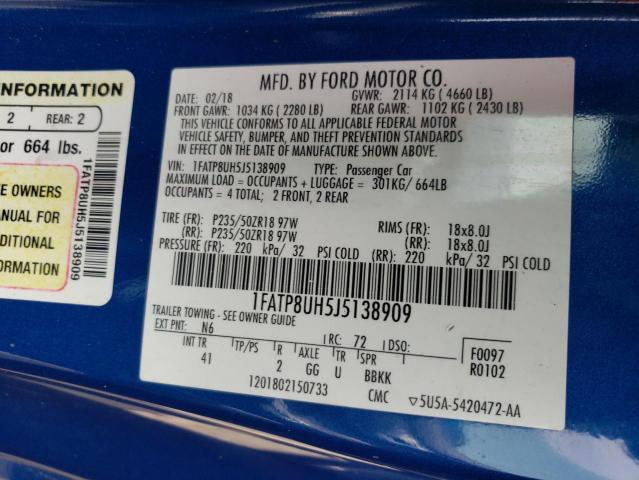 NFORMATION
2 REAR: 2
or 664 lbs.
1FATP8UH5J5138909
E OWNERS
ANUAL FOR
DDITIONAL
FORMATION
MFD. BY FORD MOTOR CO.
DATE: 02/18 GVWR: 2114 KG ( 4660 LB)
FRONT GAWR: 1034 KG ( 2280 LB) REAR GAWR: 1102 KG ( 2430 LB)
THIS VEHICLE CONFORMS TO ALL APPLICABLE FEDERAL MOTOR
VEHICLE SAFETY, BUMPER, AND THEFT PREVENTION STANDARDS
IN EFFECT ON THE DATE OF MANUFACTURE SHOWN ABOVE.
VIN: 1FATP8UH5J5138909 TYPE: Passenger Car
MAXIMUM LOAD = OCCUPANTS + LUGGAGE = 301KG/ 664LB
OCCUPANTS = 4 TOTAL; 2 FRONT, 2 REAR
TIRE (FR): P235/50ZR18 97W RIMS (FR): 18x8.0J
(RR): P235/50ZR18 97W (RR): 18x8.0J
PRESSURE (FR): 220 kPa/ 32 PSI COLD (RR): 220 kPa/ 32 PSI COLD
1FATP8UH5J5138909
TRAILER TOWING - SEE OWNER GUIDE
EXT PNT: N6 RC: 72 DSO: F0097
INT TR TP/PS R AXLE TR SPR R0102
41 2 GG U BBKK
1201802150733 CMC ▽5U5A-5420472-AA